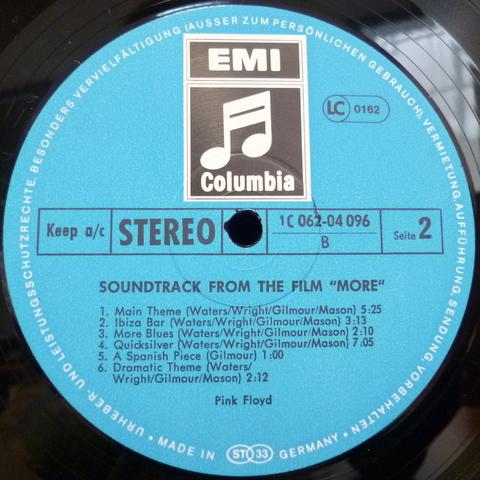 URHEBER- UND LEISTUNGSSCHUTZRECHTE, BESONDERS VERVIELFÄLTIGUNG (AUSSER ZUM PERSÖNLICHEN GEBRAUCH), VERMIETUNG, AUFFÜHRUNG, SENDUNG, VORBEHALTEN •
EMI
Columbia
LC 0162
Keep a/c
STEREO
1C 062-04 096
B
Seite 2
SOUNDTRACK FROM THE FILM "MORE"
1. Main Theme (Waters/Wright/Gilmour/Mason) 5:25
2. Ibiza Bar (Waters/Wright/Gilmour/Mason) 3:13
3. More Blues (Waters/Wright/Gilmour/Mason) 2:10
4. Quicksilver (Waters/Wright/Gilmour/Mason) 7:05
5. A Spanish Piece (Gilmour) 1:00
6. Dramatic Theme (Waters/
Wright/Gilmour/Mason) 2:12
Pink Floyd
• MADE IN ST 33 GERMANY •